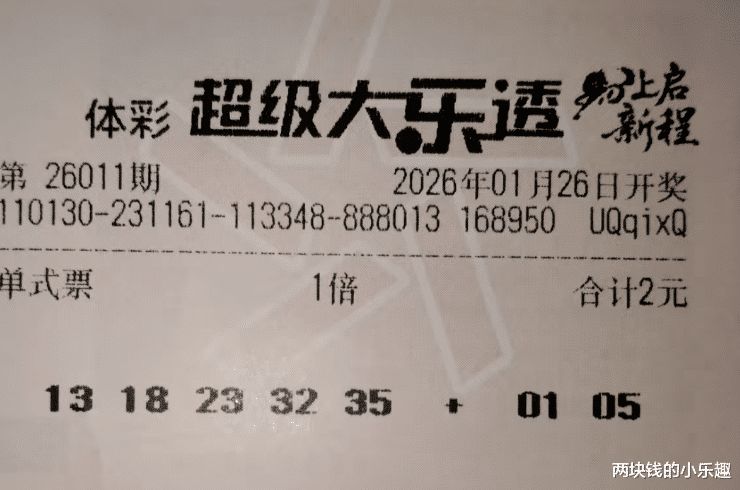 体彩 超级大乐透 马上启新程
第 26011期 2026年01月26日开奖
110130-231161-113348-888013 168950 UQqixQ
单式票 1倍 合计2元
13 18 23 32 35 + 01 05
两块钱的小乐趣